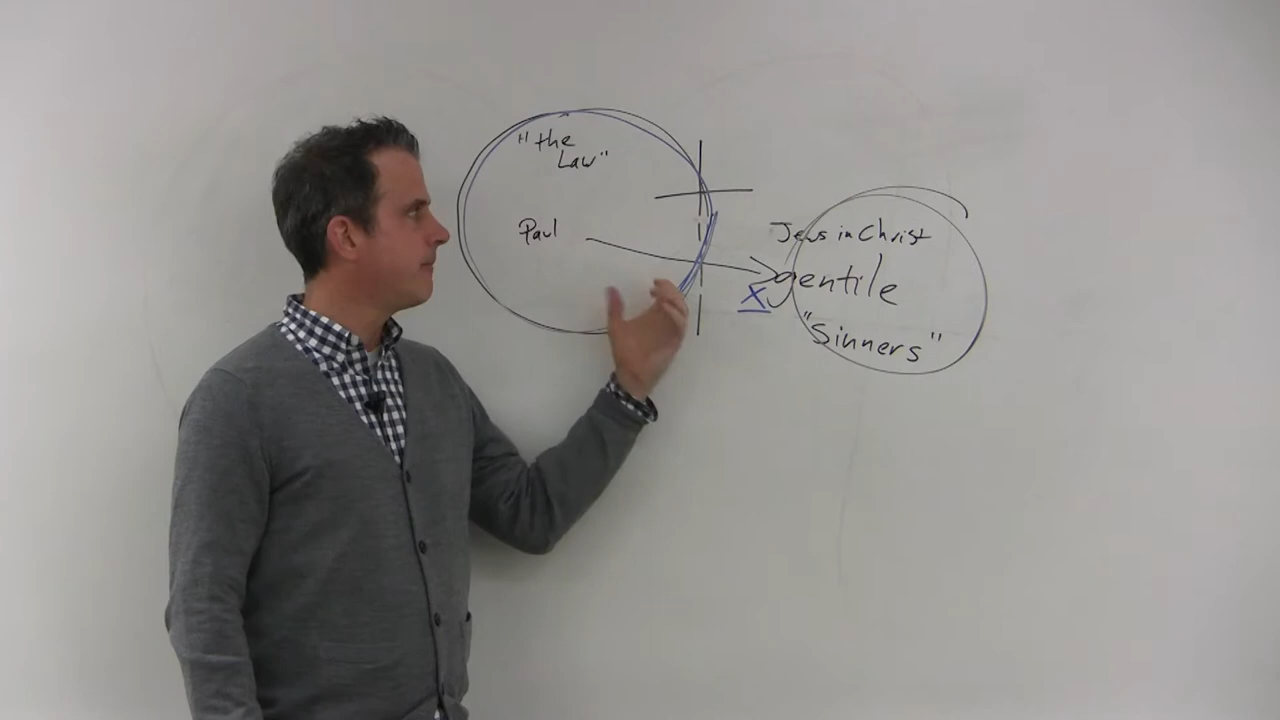 "the
Law"
Paul
Jews in Christ
gentile
X
"Sinners"